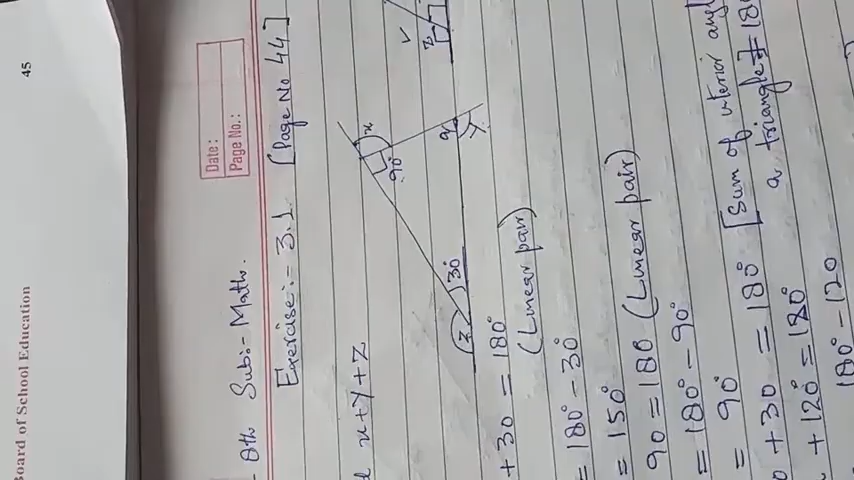 45
Board of School Education
Date:
Page No.:
8th Sub:- Math.
Exercise:- 3.1 [Page No 44]
x+y+z
x
90°
a
y
30°
z
z
+ 30 = 180°
(Linear pair)
= 180° - 30°
= 150°
90 = 180 (Linear pair)
= 180° - 90°
= 90°
+ 30 = 180° [Sum of interior
a triangle] = 180
+ 120° = 180°
180° - 120